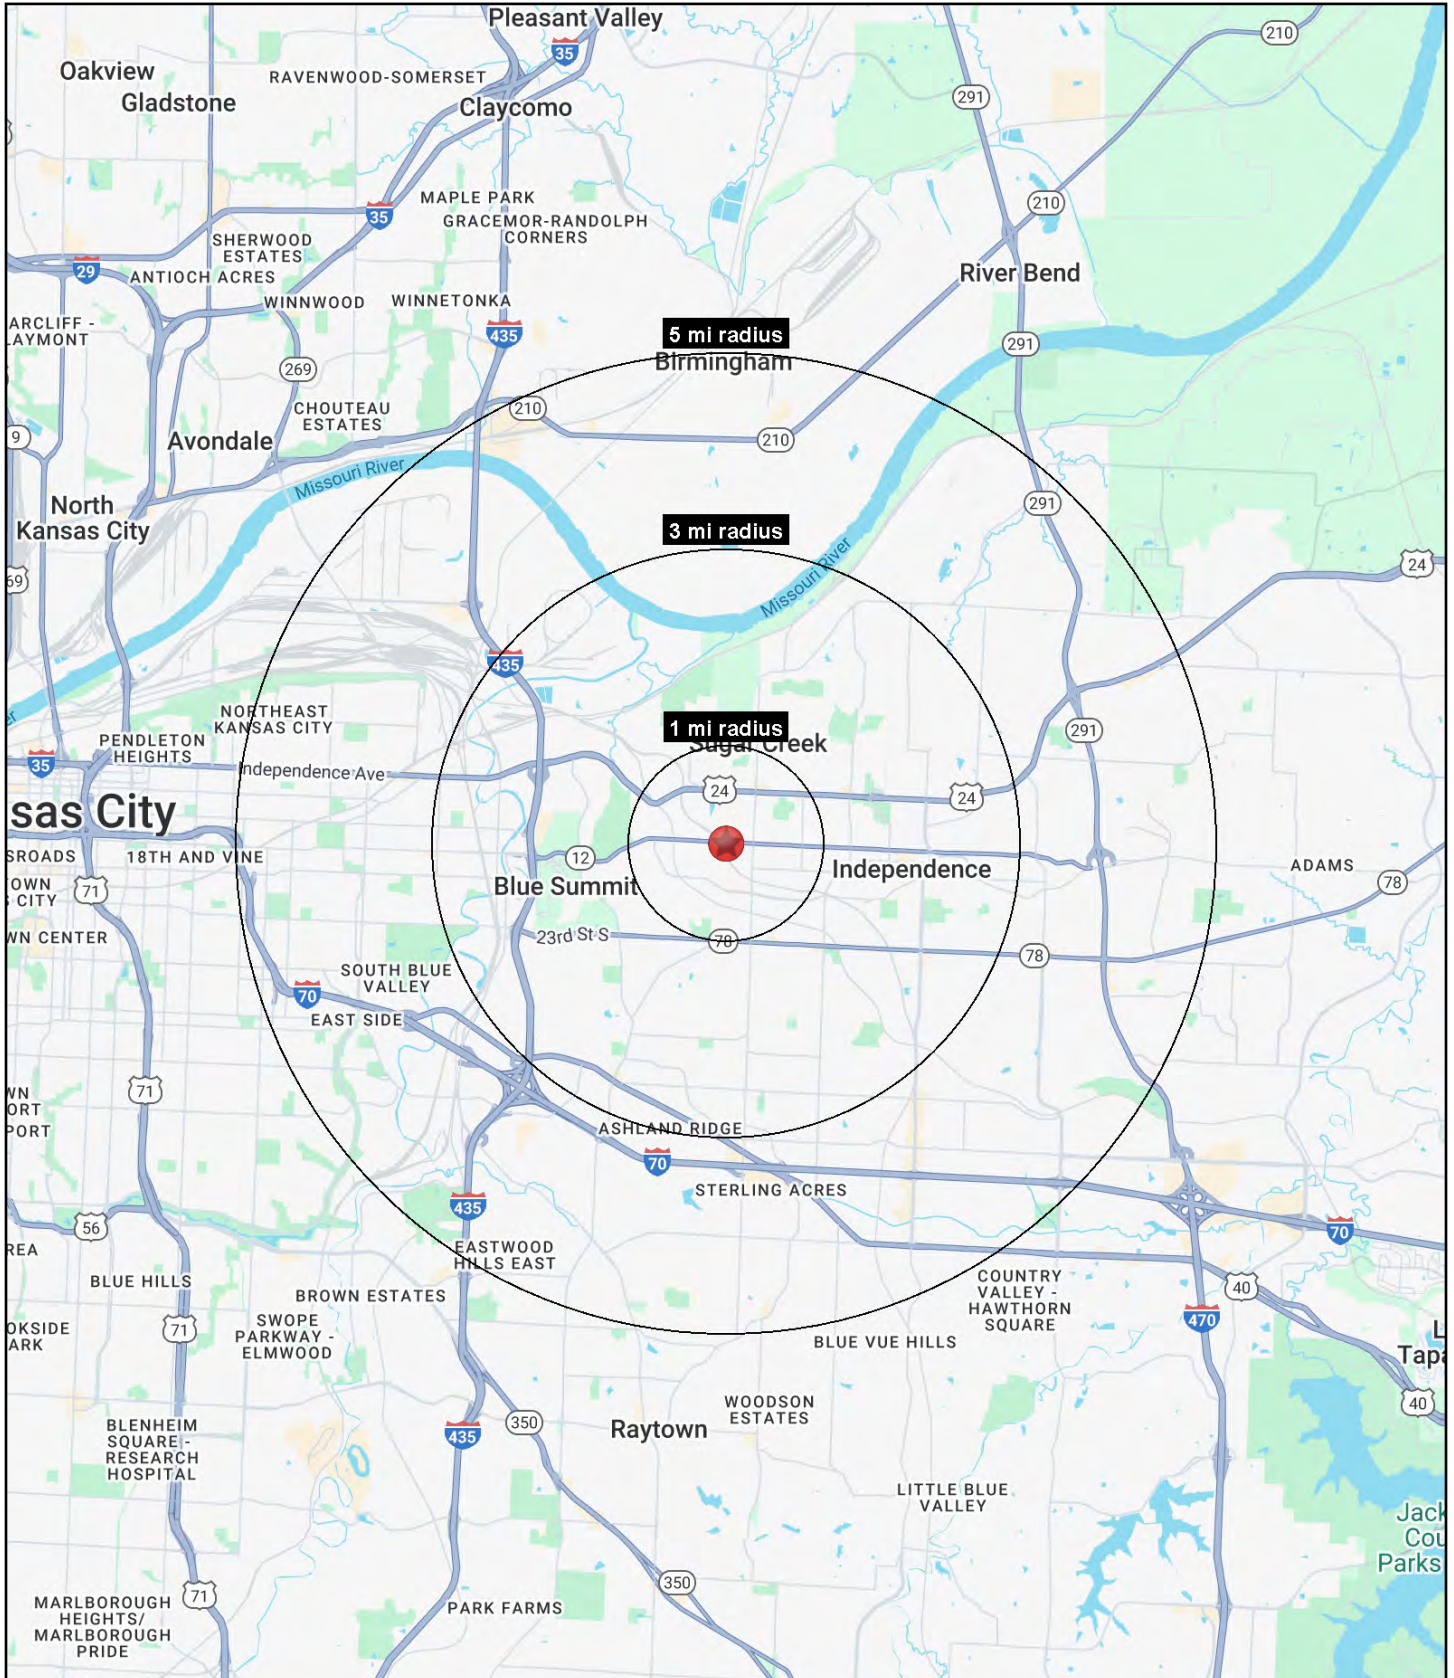 Pleasant Valley
210
35
Oakview
RAVENWOOD-SOMERSET
Gladstone
Claycomo
291
MAPLE PARK
210
35
GRACEMOR-RANDOLPH
CORNERS
SHERWOOD
ESTATES
29
ANTIOCH ACRES
River Bend
WINNWOOD
WINNETONKA
ARCLIFF -
LAYMONT
435
5 mi radius
291
Birmingham
269
CHOUTEAU
ESTATES
210
9
Avondale
210
Missouri River
North
Kansas City
291
3 mi radius
24
69
Missouri River
435
NORTHEAST
KANSAS CITY
1 mi radius
291
PENDLETON
HEIGHTS
Sugar Creek
35
Independence Ave
24
24
sas City
SROADS
18TH AND VINE
12
Independence
ADAMS
OWN
S CITY
71
Blue Summit
78
WN CENTER
23rd St S
78
78
SOUTH BLUE
VALLEY
70
EAST SIDE
71
WN
ORT
PORT
ASHLAND RIDGE
70
STERLING ACRES
435
56
70
REA
EASTWOOD
HILLS EAST
BLUE HILLS
COUNTRY
VALLEY -
HAWTHORN
SQUARE
40
BROWN ESTATES
470
OKSIDE
ARK
71
SWOPE
PARKWAY -
ELMWOOD
BLUE VUE HILLS
L
Tapa
WOODSON
ESTATES
40
350
Raytown
435
BLENHEIM
SQUARE -
RESEARCH
HOSPITAL
LITTLE BLUE
VALLEY
Jack
Cou
Parks
350
71
MARLBOROUGH
HEIGHTS/
MARLBOROUGH
PRIDE
PARK FARMS